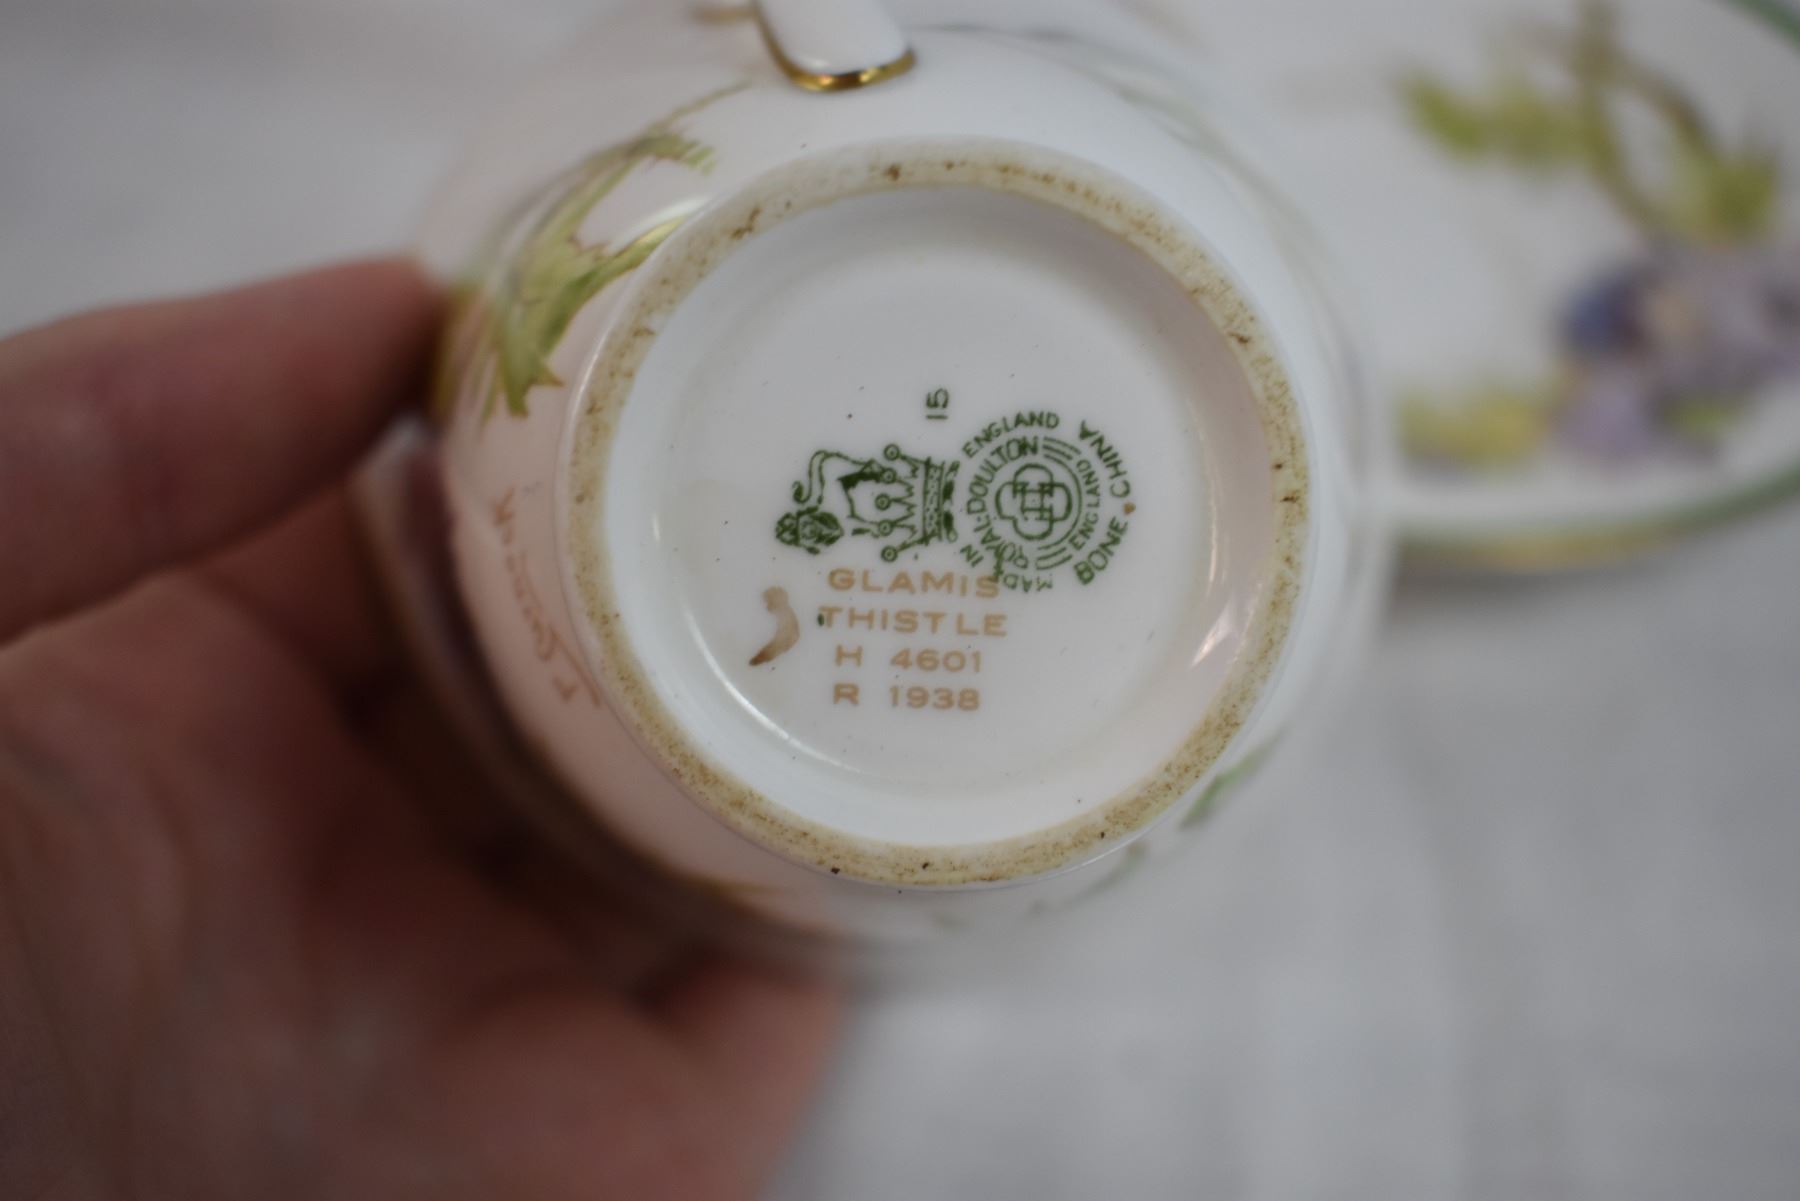 15
ENGLAND
ROYAL·DOULTON
ENGLAND
MADE IN
BONE·CHINA
GLAMIS
THISTLE
H 4601
R 1938